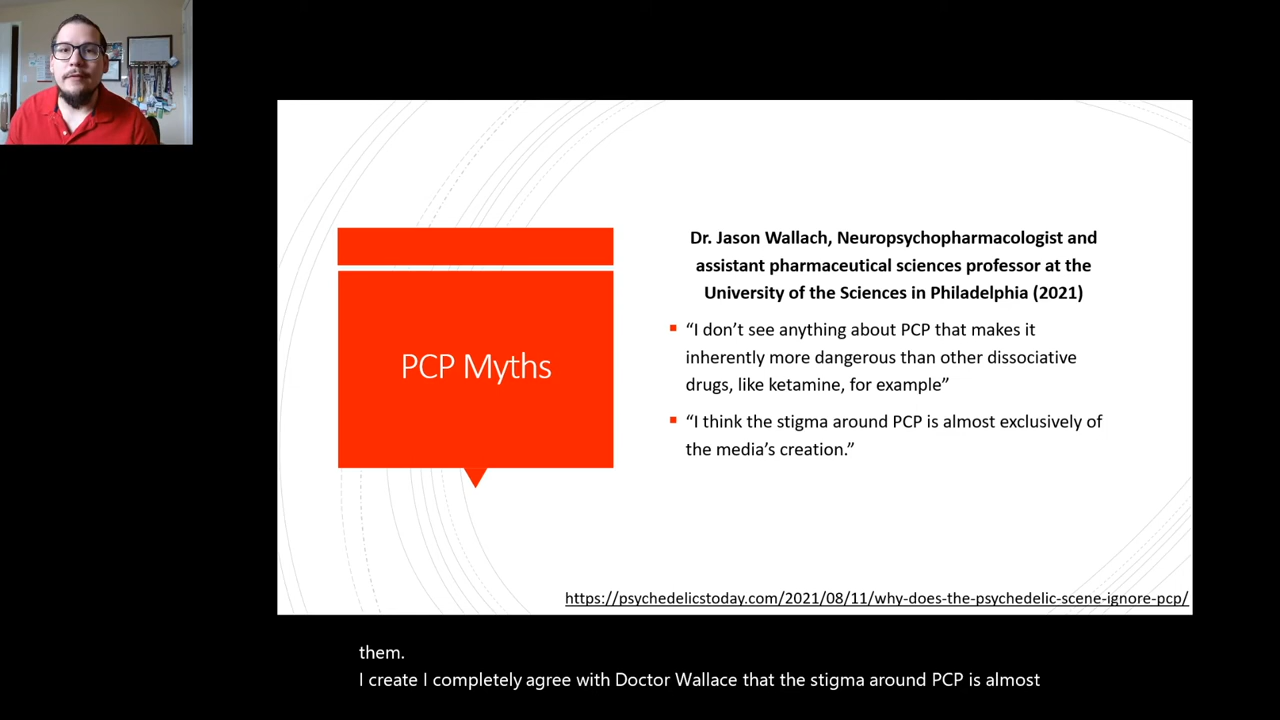 PCP Myths
Dr. Jason Wallach, Neuropsychopharmacologist and
assistant pharmaceutical sciences professor at the
University of the Sciences in Philadelphia (2021)
“I don’t see anything about PCP that makes it
inherently more dangerous than other dissociative
drugs, like ketamine, for example”
“I think the stigma around PCP is almost exclusively of
the media’s creation.”
https://psychedelicstoday.com/2021/08/11/why-does-the-psychedelic-scene-ignore-pcp/
them.
I create I completely agree with Doctor Wallace that the stigma around PCP is almost